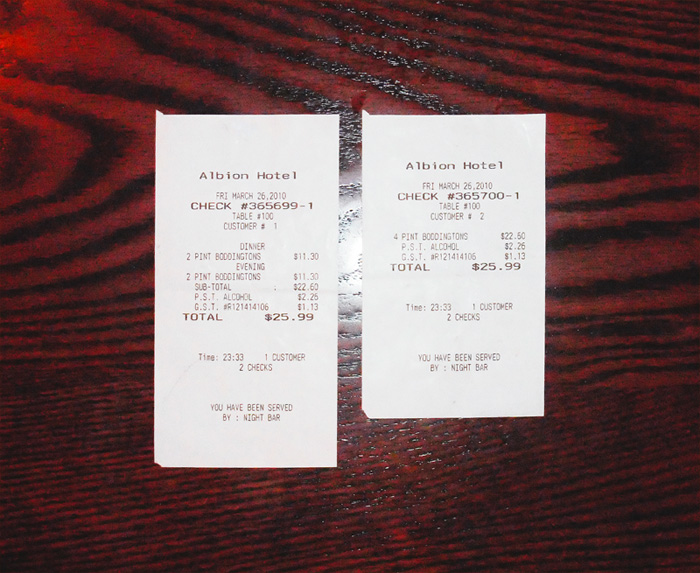 Albion Hotel
FRI MARCH 26,2010
CHECK #365699-1
TABLE #100
CUSTOMER # 1
DINNER
2 PINT BODDINGTONS $11.30
EVENING
2 PINT BODDINGTONS $11.30
SUB-TOTAL : $22.60
P.S.T. ALCOHOL $2.26
G.S.T. #R121414106 $1.13
TOTAL $25.99
Time: 23:33 1 CUSTOMER
2 CHECKS
YOU HAVE BEEN SERVED
BY : NIGHT BAR
Albion Hotel
FRI MARCH 26,2010
CHECK #365700-1
TABLE #100
CUSTOMER # 2
4 PINT BODDINGTONS $22.60
P.S.T. ALCOHOL $2.26
G.S.T. #R121414106 $1.13
TOTAL $25.99
Time: 23:33 1 CUSTOMER
2 CHECKS
YOU HAVE BEEN SERVED
BY : NIGHT BAR